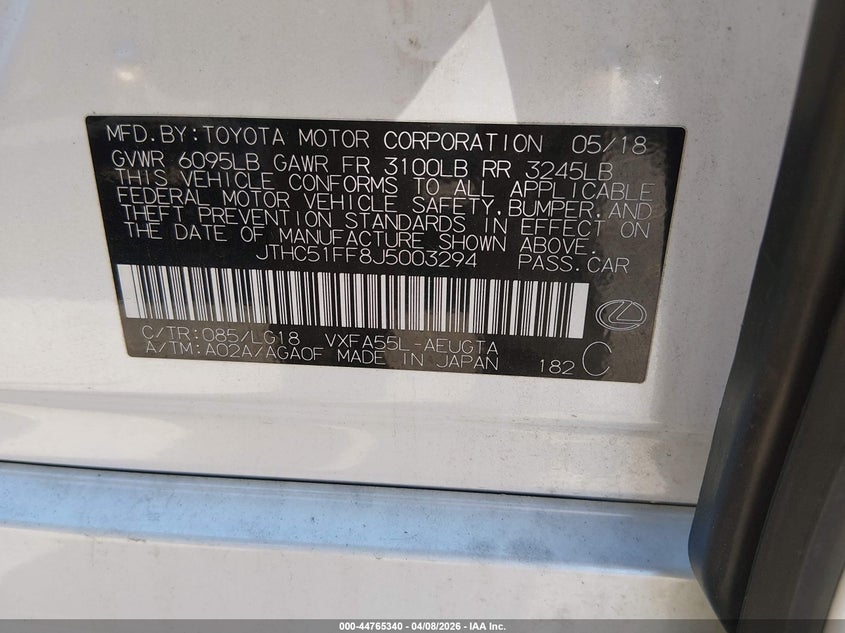 MFD.BY:TOYOTA MOTOR CORPORATION 05/18
GVWR 6095LB GAWR FR 3100LB RR 3245LB
THIS VEHICLE CONFORMS TO ALL APPLICABLE
FEDERAL MOTOR VEHICLE SAFETY,BUMPER,AND
THEFT PREVENTION STANDARDS IN EFFECT ON
THE DATE OF MANUFACTURE SHOWN ABOVE.
JTHC51FF8J5003294 PASS.CAR
C/TR:085/LG18 VXFA55L-AEUGTA
A/TM:A02A/AGA0F MADE IN JAPAN 182 C
000-44765340 | 04/08/2026 | IAA Inc.